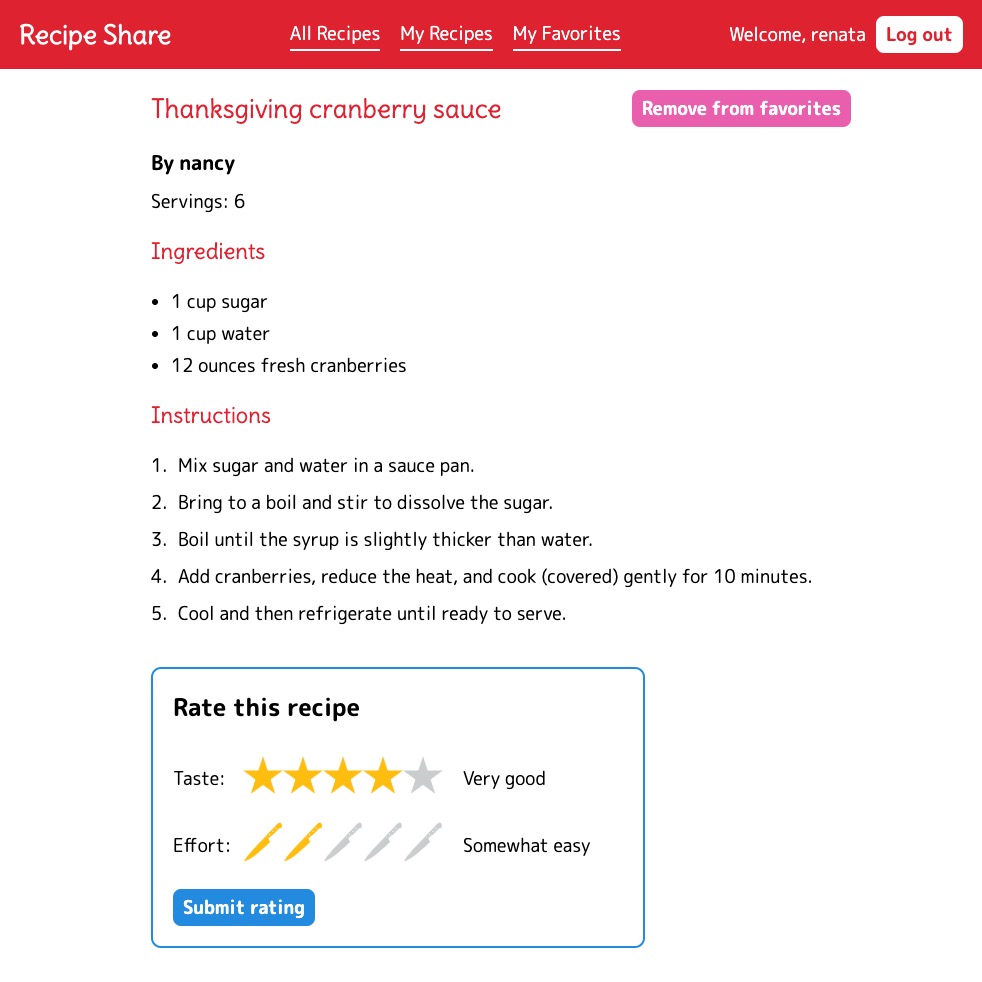 Recipe Share All Recipes My Recipes My Favorites Welcome, renata Log out
Thanksgiving cranberry sauce Remove from favorites
By nancy
Servings: 6
Ingredients
• 1 cup sugar
• 1 cup water
• 12 ounces fresh cranberries
Instructions
1. Mix sugar and water in a sauce pan.
2. Bring to a boil and stir to dissolve the sugar.
3. Boil until the syrup is slightly thicker than water.
4. Add cranberries, reduce the heat, and cook (covered) gently for 10 minutes.
5. Cool and then refrigerate until ready to serve.
Rate this recipe
Taste: Very good
Effort: Somewhat easy
Submit rating